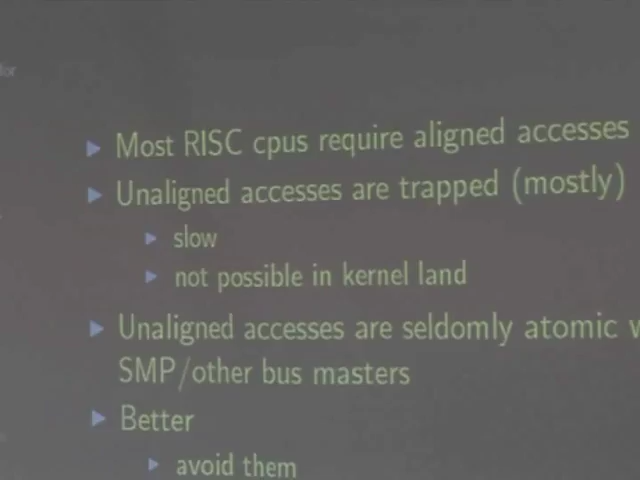 Most RISC cpus require aligned accesses
Unaligned accesses are trapped (mostly)
slow
not possible in kernel land
Unaligned accesses are seldomly atomic
SMP/other bus masters
Better
avoid them